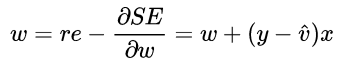 w = re − ∂SE/∂w = w + (y − v̂)x